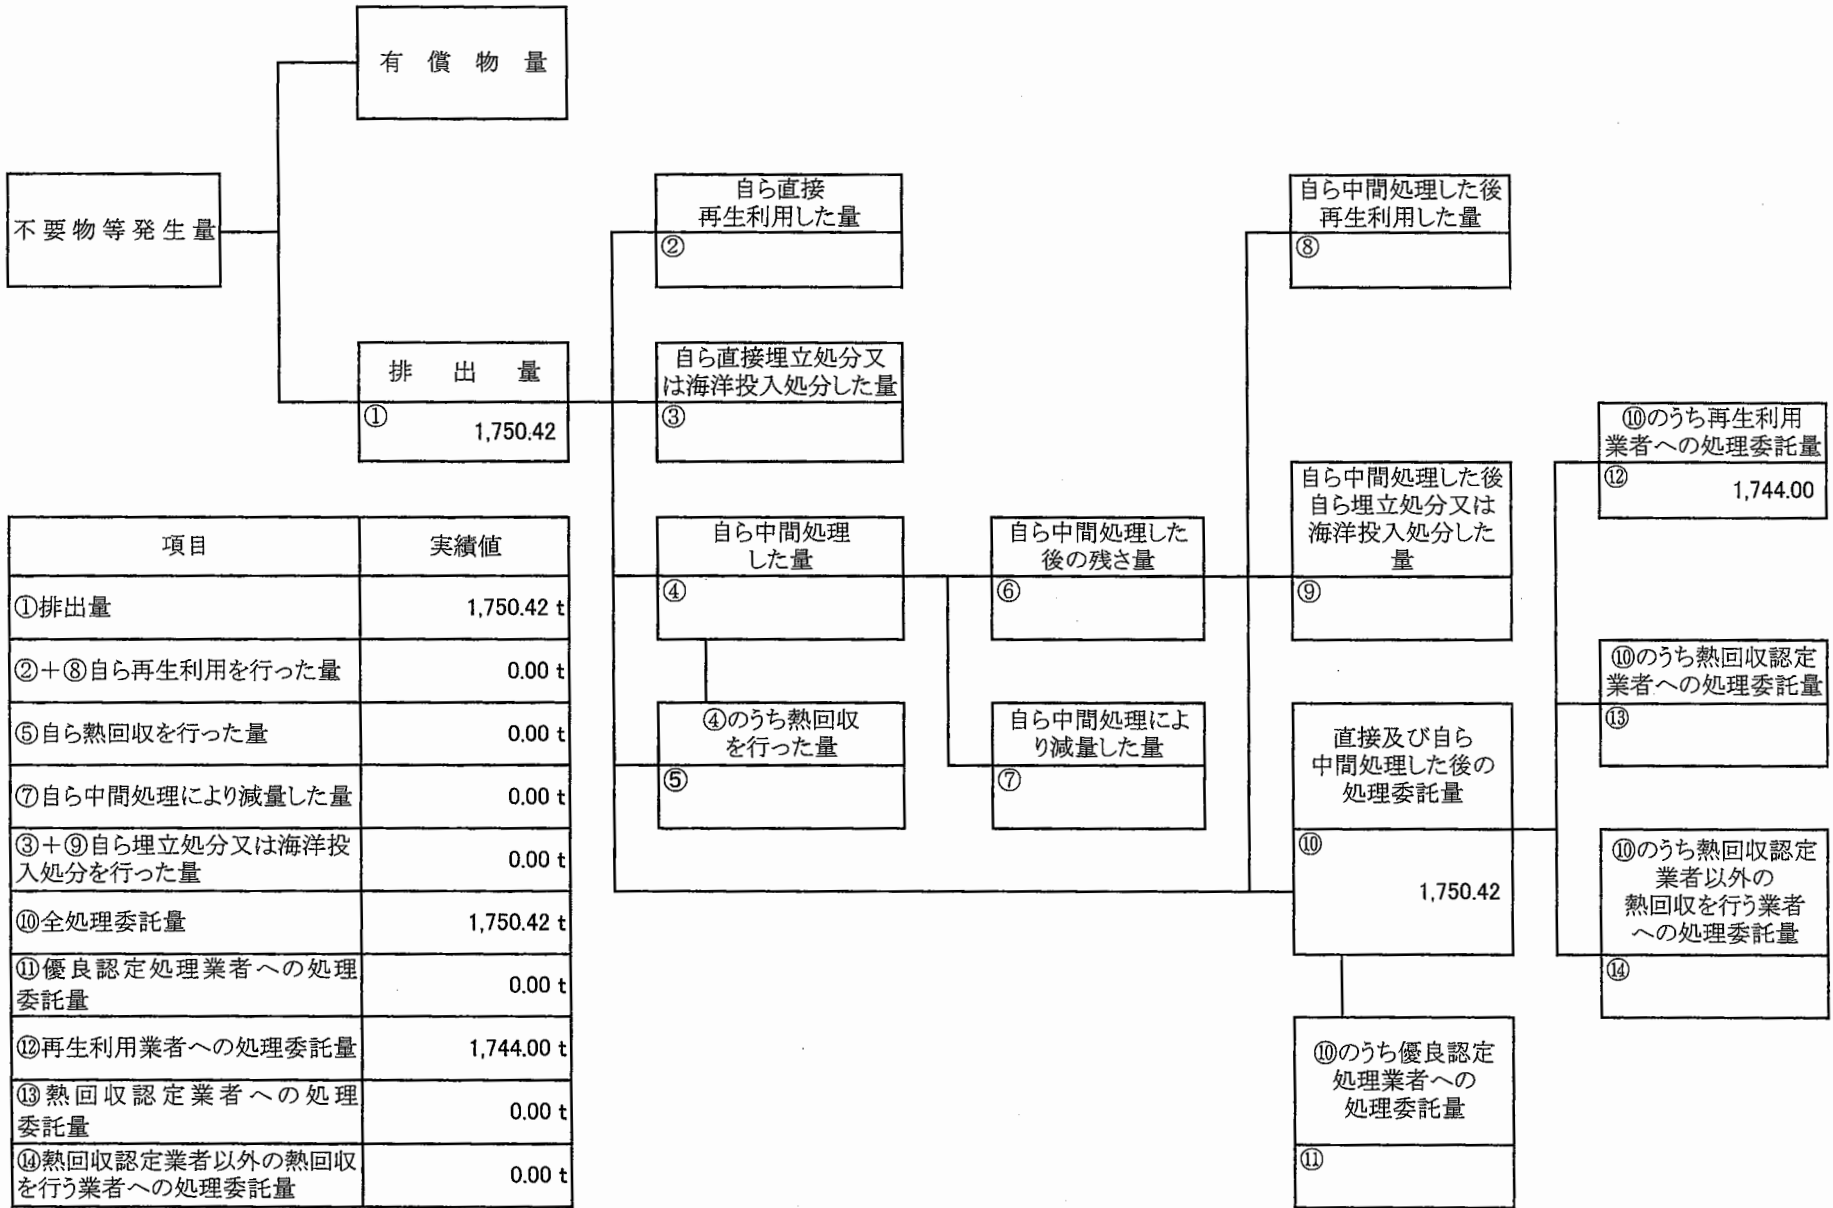 有償物量
不要物等発生量
排出量
①
1,750.42
自ら直接
再生利用した量
②
自ら直接埋立処分又
は海洋投入処分した量
③
自ら中間処理
した量
④
④のうち熱回収
を行った量
⑤
自ら中間処理した
後の残さ量
⑥
自ら中間処理によ
り減量した量
⑦
自ら中間処理した後
再生利用した量
⑧
自ら中間処理した後
自ら埋立処分又は
海洋投入処分した
量
⑨
直接及び自ら
中間処理した後の
処理委託量
⑩
1,750.42
⑩のうち優良認定
処理業者への
処理委託量
⑪
⑩のうち再生利用
業者への処理委託量
⑫
1,744.00
⑩のうち熱回収認定
業者への処理委託量
⑬
⑩のうち熱回収認定
業者以外の
熱回収を行う業者
への処理委託量
⑭
項目 実績値
①排出量 1,750.42 t
②+⑧自ら再生利用を行った量 0.00 t
⑤自ら熱回収を行った量 0.00 t
⑦自ら中間処理により減量した量 0.00 t
③+⑨自ら埋立処分又は海洋投
入処分を行った量 0.00 t
⑩全処理委託量 1,750.42 t
⑪優良認定処理業者への処理
委託量 0.00 t
⑫再生利用業者への処理委託量 1,744.00 t
⑬熱回収認定業者への処理
委託量 0.00 t
⑭熱回収認定業者以外の熱回収
を行う業者への処理委託量 0.00 t